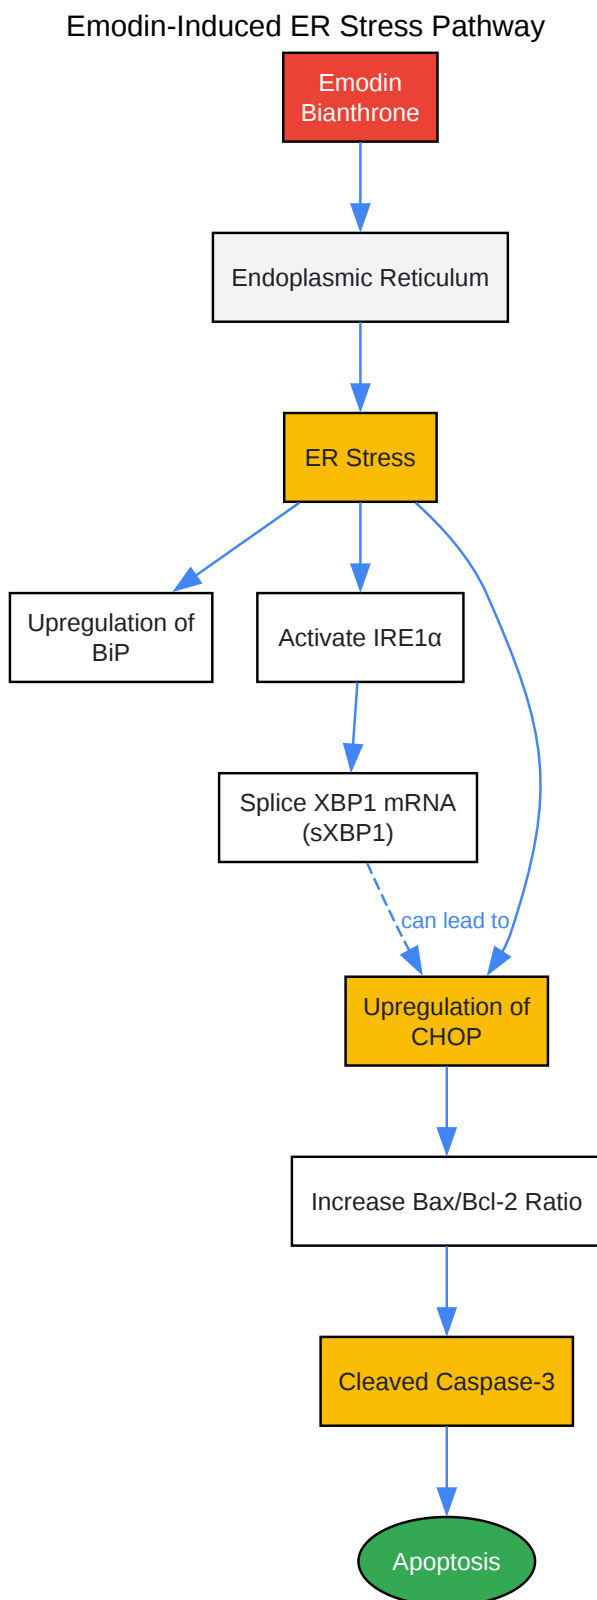 Emodin-Induced ER Stress Pathway
Emodin
Bianthrone
Endoplasmic Reticulum
ER Stress
Upregulation of
BiP
Activate IRE1α
Splice XBP1 mRNA
(sXBP1)
can lead to
Upregulation of
CHOP
Increase Bax/Bcl-2 Ratio
Cleaved Caspase-3
Apoptosis